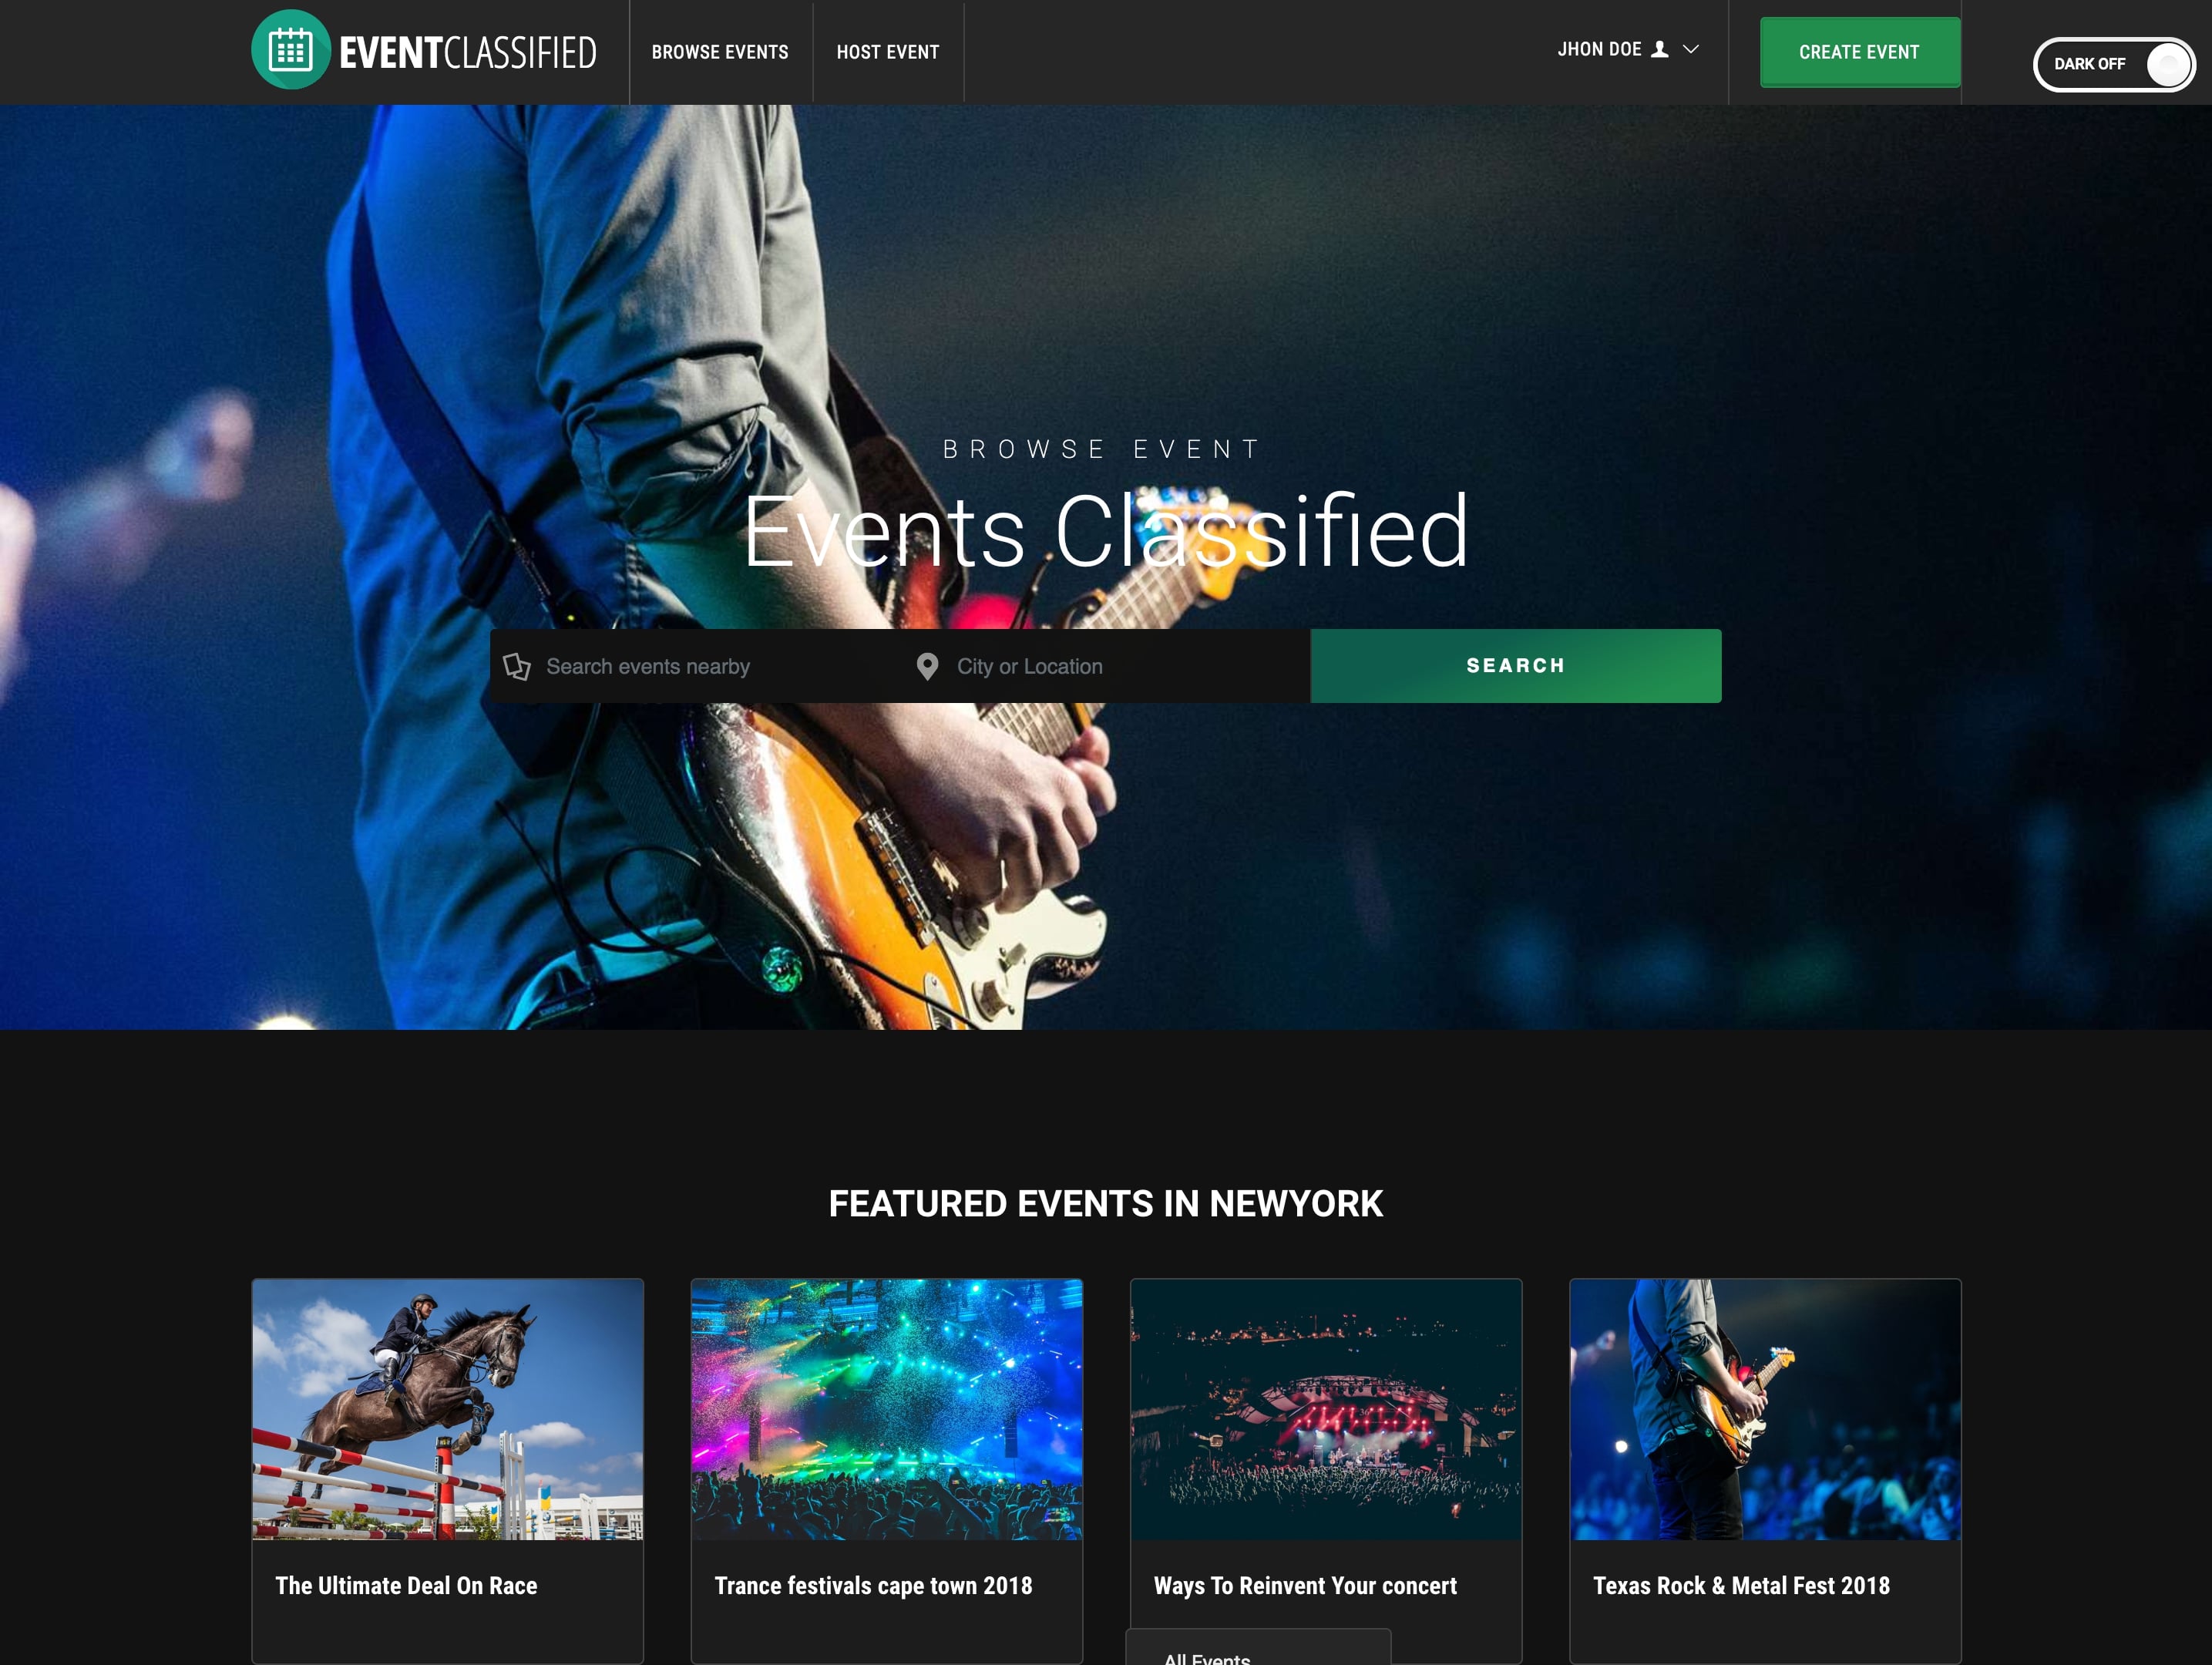 EVENTCLASSIFIED
BROWSE EVENTS
HOST EVENT
JHON DOE
CREATE EVENT
DARK OFF
BROWSE EVENT
Events Classified
Search events nearby
City or Location
SEARCH
FEATURED EVENTS IN NEWYORK
The Ultimate Deal On Race
Trance festivals cape town 2018
Ways To Reinvent Your concert
Texas Rock & Metal Fest 2018
All Events